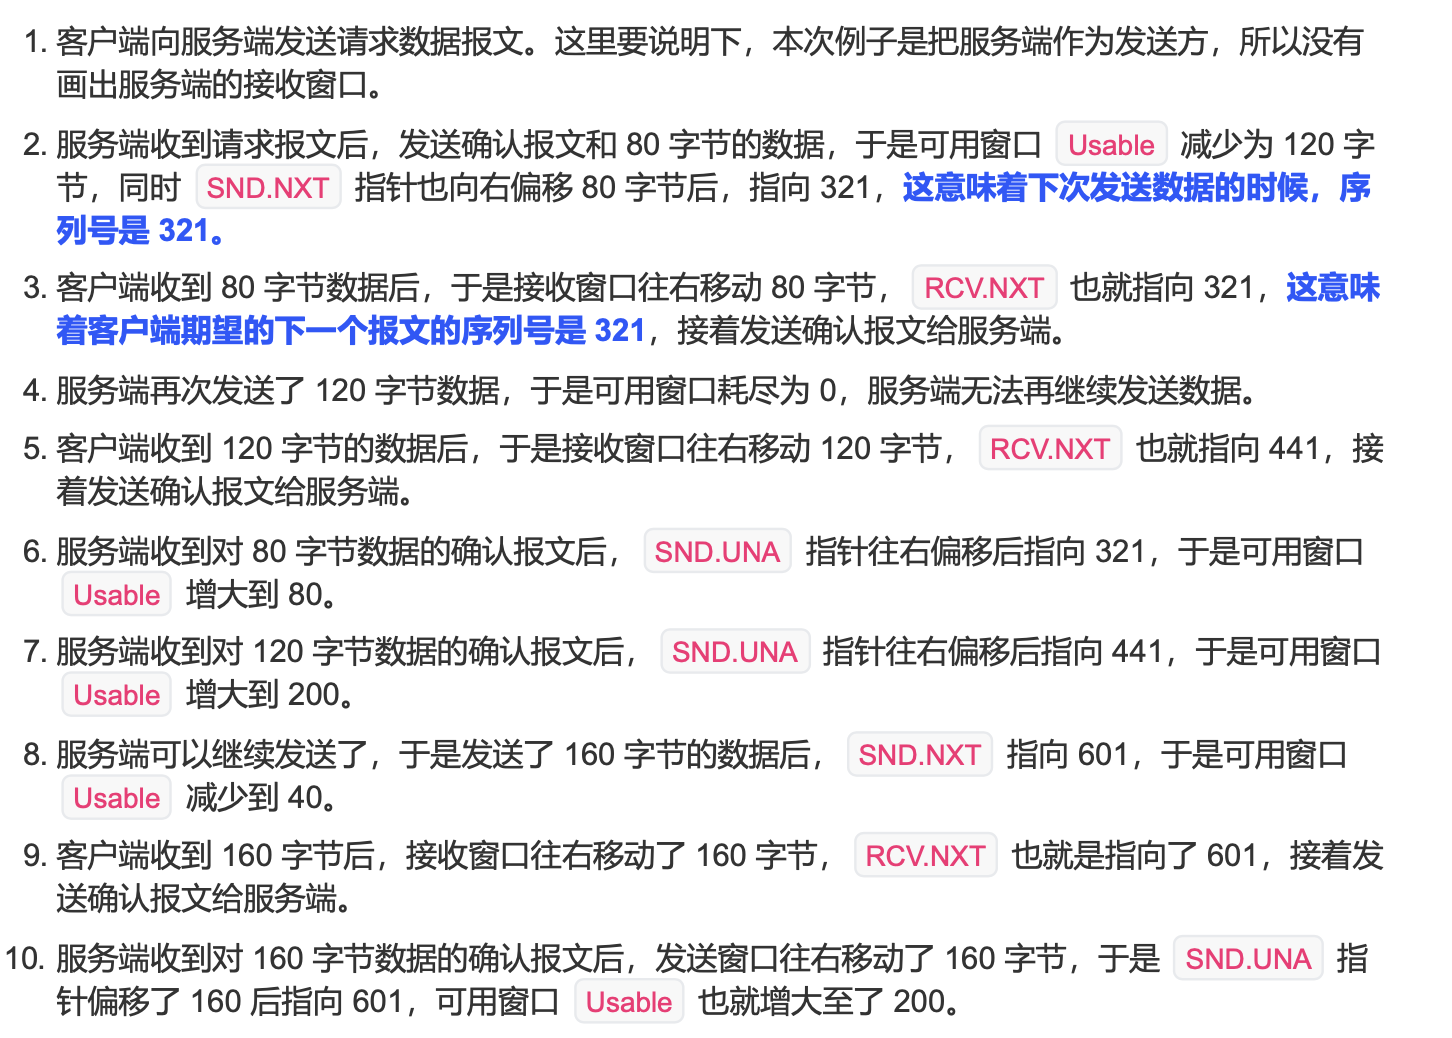 1. 客户端向服务端发送请求数据报文。这里要说明下，本次例子是把服务端作为发送方，所以没有
画出服务端的接收窗口。
2. 服务端收到请求报文后，发送确认报文和 80 字节的数据，于是可用窗口 Usable 减少为 120 字
节，同时 SND.NXT 指针也向右偏移 80 字节后，指向 321，这意味着下次发送数据的时候，序
列号是 321。
3. 客户端收到 80 字节数据后，于是接收窗口往右移动 80 字节， RCV.NXT 也就指向 321，这意味
着客户端期望的下一个报文的序列号是 321，接着发送确认报文给服务端。
4. 服务端再次发送了 120 字节数据，于是可用窗口耗尽为 0，服务端无法再继续发送数据。
5. 客户端收到 120 字节的数据后，于是接收窗口往右移动 120 字节， RCV.NXT 也就指向 441，接
着发送确认报文给服务端。
6. 服务端收到对 80 字节数据的确认报文后， SND.UNA 指针往右偏移后指向 321，于是可用窗口
Usable 增大到 80。
7. 服务端收到对 120 字节数据的确认报文后， SND.UNA 指针往右偏移后指向 441，于是可用窗口
Usable 增大到 200。
8. 服务端可以继续发送了，于是发送了 160 字节的数据后， SND.NXT 指向 601，于是可用窗口
Usable 减少到 40。
9. 客户端收到 160 字节后，接收窗口往右移动了 160 字节， RCV.NXT 也就是指向了 601，接着发
送确认报文给服务端。
10. 服务端收到对 160 字节数据的确认报文后，发送窗口往右移动了 160 字节，于是 SND.UNA 指
针偏移了 160 后指向 601，可用窗口 Usable 也就增大至了 200。